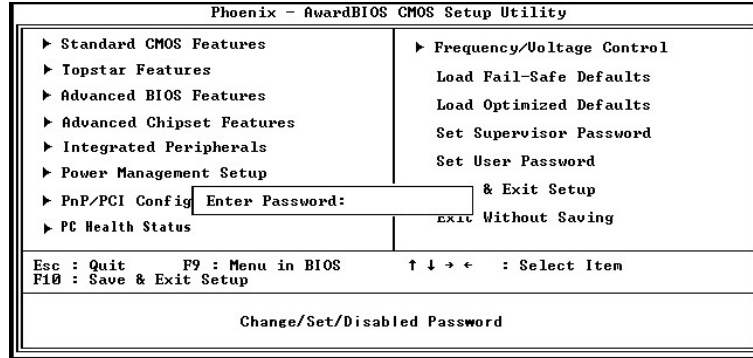 Phoenix - AwardBIOS CMOS Setup Utility
▶ Standard CMOS Features
▶ Topstar Features
▶ Advanced BIOS Features
▶ Advanced Chipset Features
▶ Integrated Peripherals
▶ Power Management Setup
▶ PnP/PCI Config
▶ PC Health Status
▶ Frequency/Voltage Control
Load Fail-Safe Defaults
Load Optimized Defaults
Set Supervisor Password
Set User Password
& Exit Setup
Exit Without Saving
Enter Password:
Esc : Quit F9 : Menu in BIOS ↑ ↓ → ← : Select Item
F10 : Save & Exit Setup
Change/Set/Disabled Password